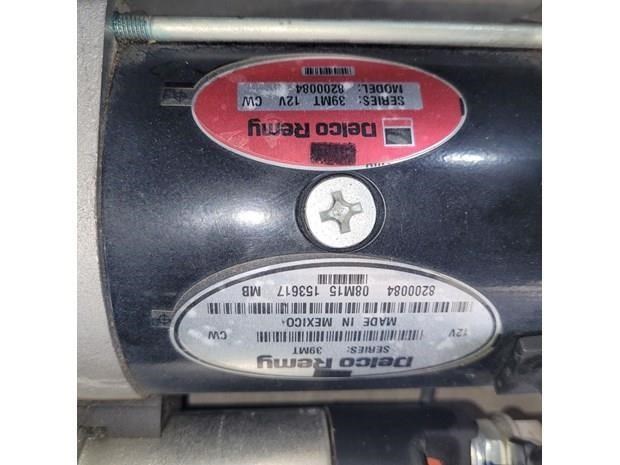 Delco Remy
SERIES: 39MT
12V CW
MADE IN MEXICO
8200084 08M15 153617 MB
Delco Remy
SERIES: 39MT 12V CW
MODEL: 8200084